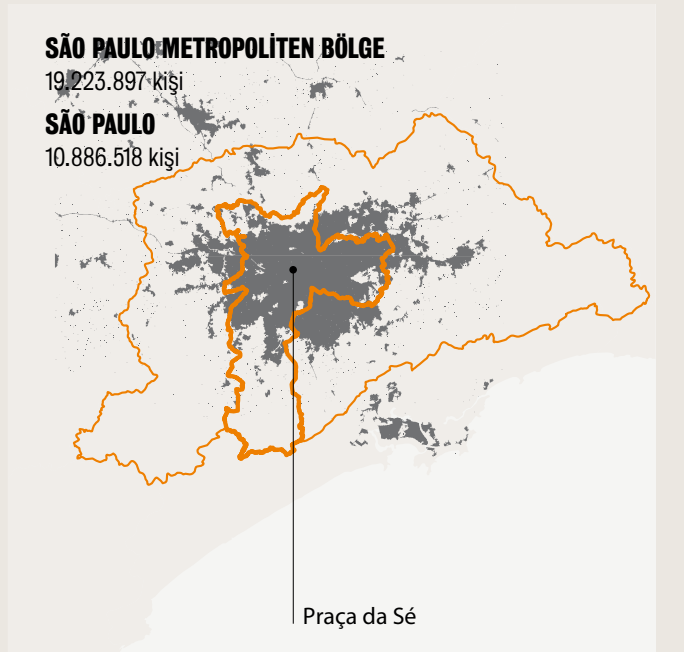 SÃO PAULO METROPOLİTEN BÖLGE
19.223.897 kişi
SÃO PAULO
10.886.518 kişi
Praça da Sé